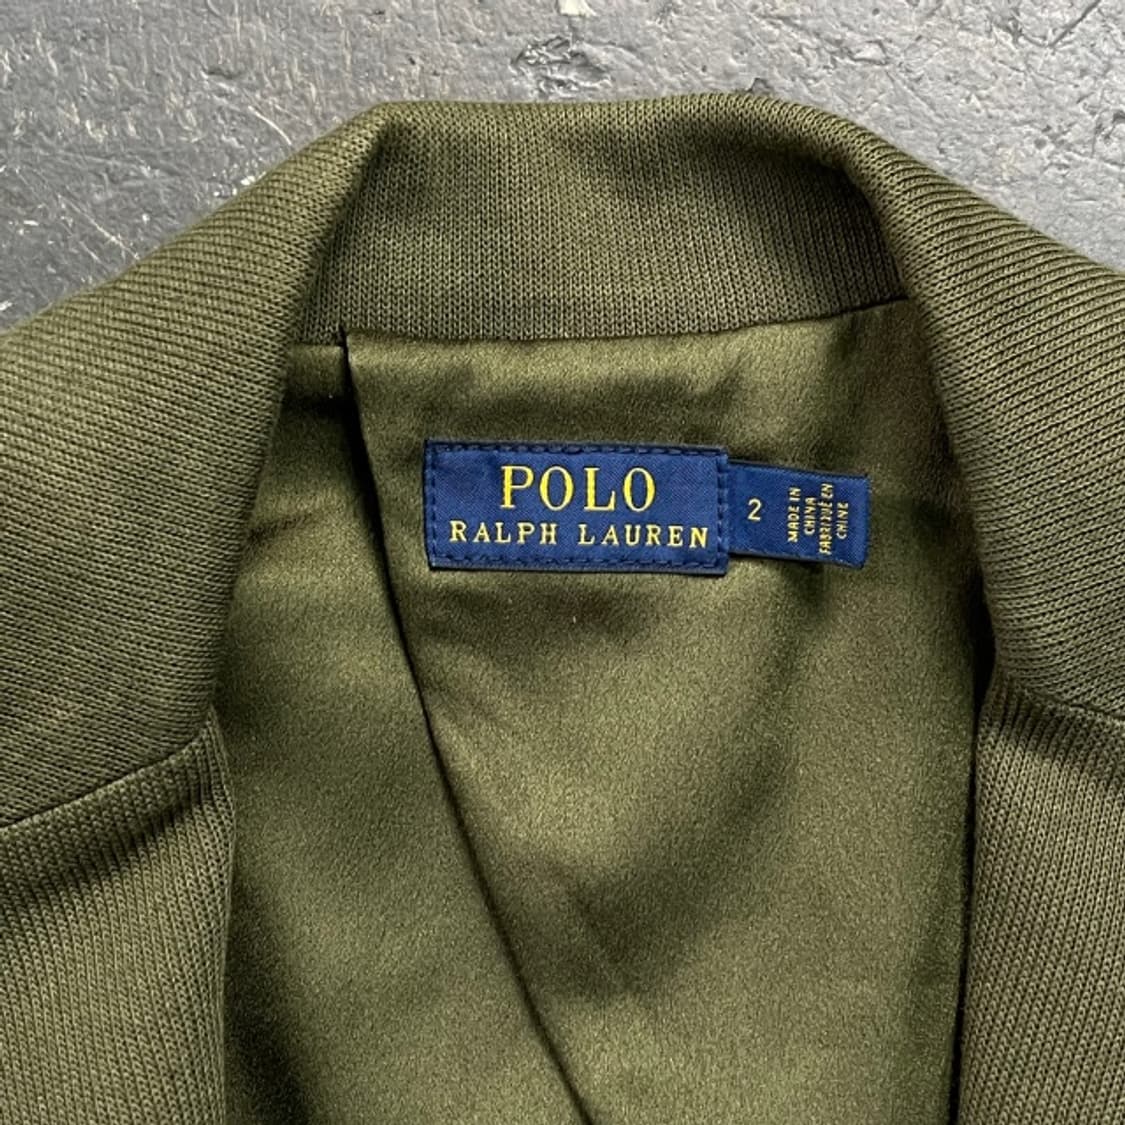 POLO
RALPH LAUREN
2
MADE IN
CHINA
FABRIQUÉ EN
CHINE